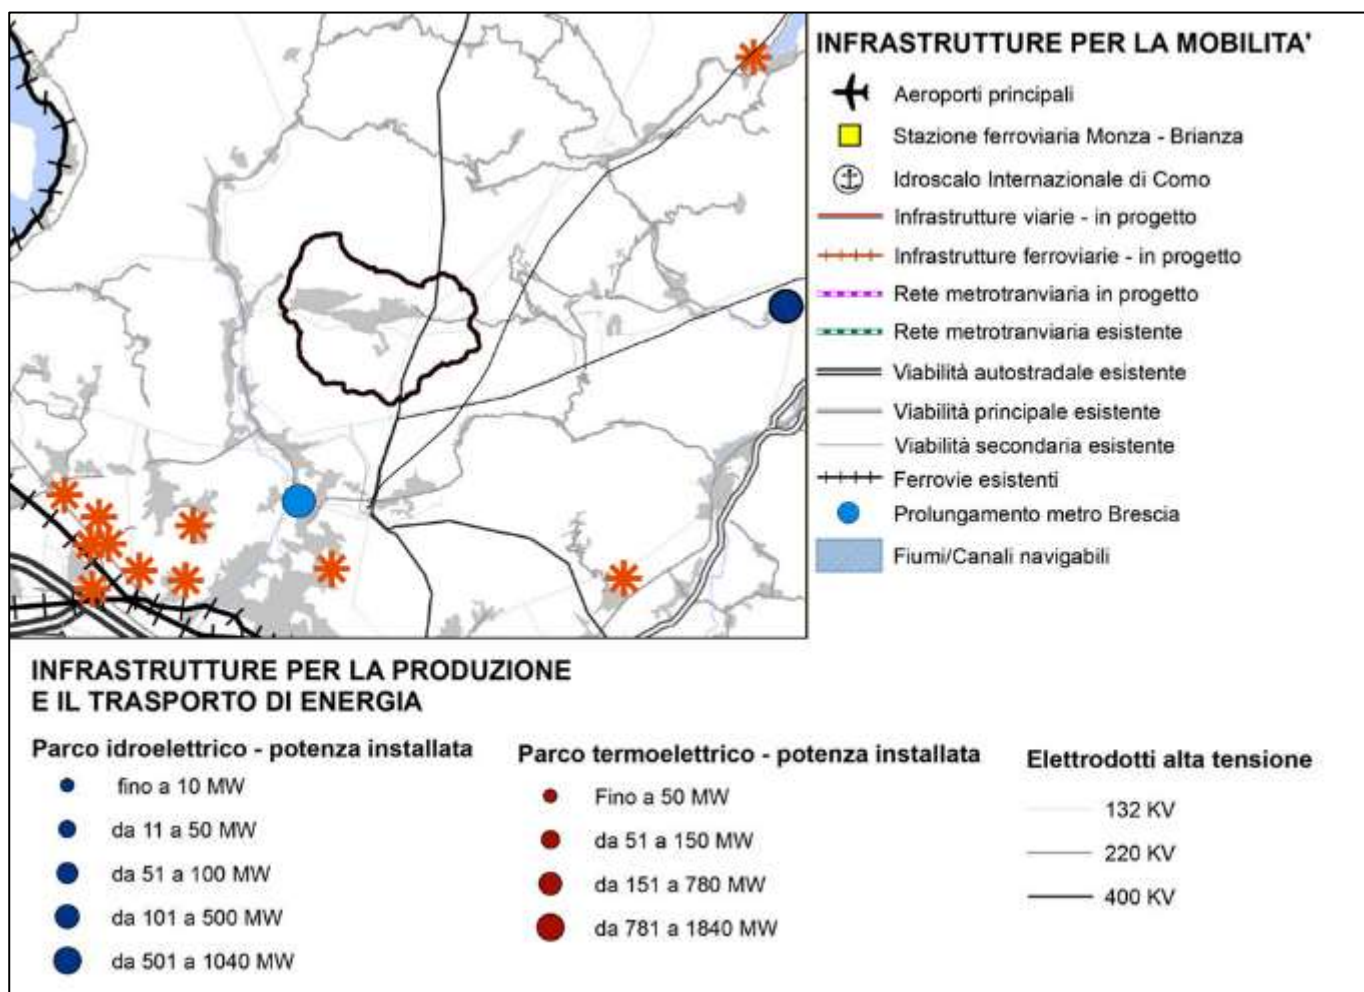 INFRASTRUTTURE PER LA MOBILITA'
Aeroporti principali
Stazione ferroviaria Monza - Brianza
Idroscalo Internazionale di Como
Infrastrutture viarie - in progetto
Infrastrutture ferroviarie - in progetto
Rete metrotranviaria in progetto
Rete metrotranviaria esistente
Viabilità autostradale esistente
Viabilità principale esistente
Viabilità secondaria esistente
Ferrovie esistenti
Prolungamento metro Brescia
Fiumi/Canali navigabili
INFRASTRUTTURE PER LA PRODUZIONE
E IL TRASPORTO DI ENERGIA
Parco idroelettrico - potenza installata
fino a 10 MW
da 11 a 50 MW
da 51 a 100 MW
da 101 a 500 MW
da 501 a 1040 MW
Parco termoelettrico - potenza installata
Fino a 50 MW
da 51 a 150 MW
da 151 a 780 MW
da 781 a 1840 MW
Elettrodotti alta tensione
132 KV
220 KV
400 KV